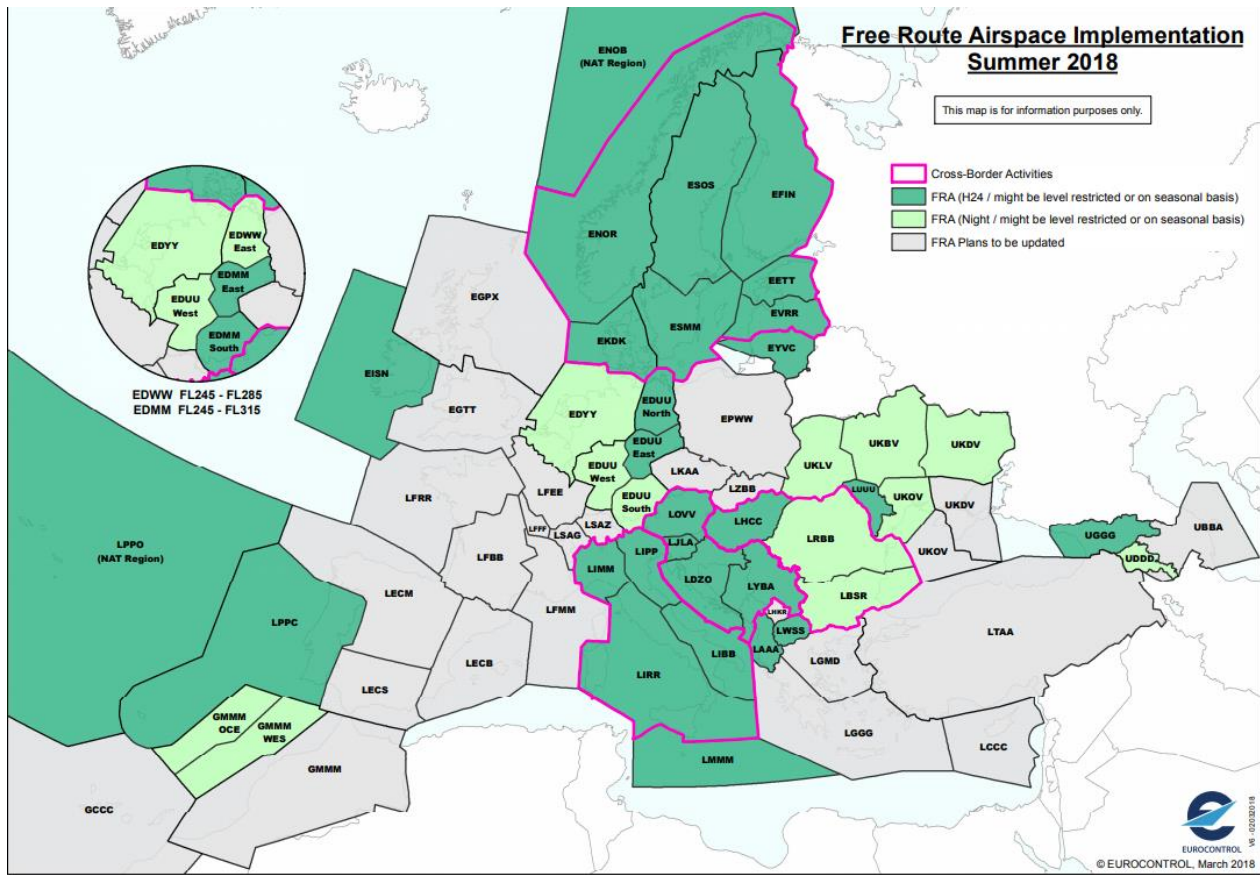 Free Route Airspace Implementation
Summer 2018
This map is for information purposes only.
Cross-Border Activities
FRA (H24 / might be level restricted or on seasonal basis)
FRA (Night / might be level restricted or on seasonal basis)
FRA Plans to be updated
ENOB
(NAT Region)
ESOS
EFIN
ENOR
EETT
EVRR
EYVC
ESMM
EKDK
EGPX
EISN
EGTT
EDYY
EDWW
East
EDMM
East
EDUU
West
EDMM
South
EDWW FL245 - FL285
EDMM FL245 - FL315
EDYY
EDUU
North
EDUU
East
EDUU
West
EDUU
South
EPWW
LKAA
LZBB
UKLV
UKBV
UKDV
UKOV
UKDV
UKOV
LUUU
LFRR
LFEE
LFFF
LSAG
LSAZ
LFBB
LFMM
LOVV
LHCC
LJLA
LIMM
LIPP
LDZO
LYBA
LRBB
LBSR
LHKR
LWSS
LAAA
LIBB
LIRR
LGMD
LGGG
LMMM
LTAA
LCCC
UGGG
UDDD
UBBA
LPPO
(NAT Region)
LPPC
LECM
LECS
LECB
GMMM
OCE
GMMM
WES
GMMM
GCCC
EUROCONTROL
V6 - 02032018
© EUROCONTROL, March 2018